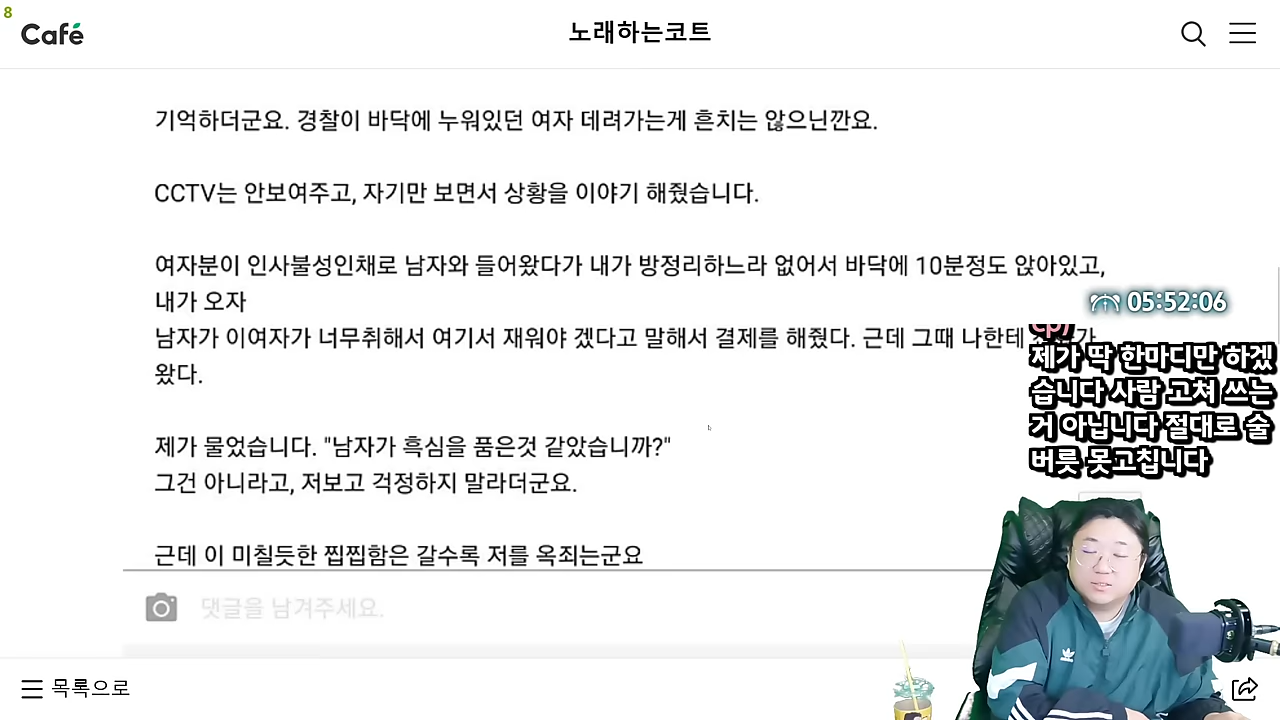 8
Café
노래하는코트
기억하더군요. 경찰이 바닥에 누워있던 여자 데려가는게 흔치는 않으닌깐요.
CCTV는 안보여주고, 자기만 보면서 상황을 이야기 해줬습니다.
여자분이 인사불성인채로 남자와 들어왔다가 내가 방정리하느라 없어서 바닥에 10분정도 앉아있고,
내가 오자
남자가 이여자가 너무취해서 여기서 재워야 겠다고 말해서 결제를 해줬다. 근데 그때 나한테
왔다.
제가 물었습니다. "남자가 흑심을 품은것 같았습니까?"
그건 아니라고, 저보고 걱정하지 말라더군요.
근데 이 미칠듯한 찝찝함은 갈수록 저를 옥죄는군요
05:52:06
제가 딱 한마디만 하겠
습니다 사람 고쳐 쓰는
거 아닙니다 절대로 술
버릇 못고칩니다
댓글을 남겨주세요.
목록으로